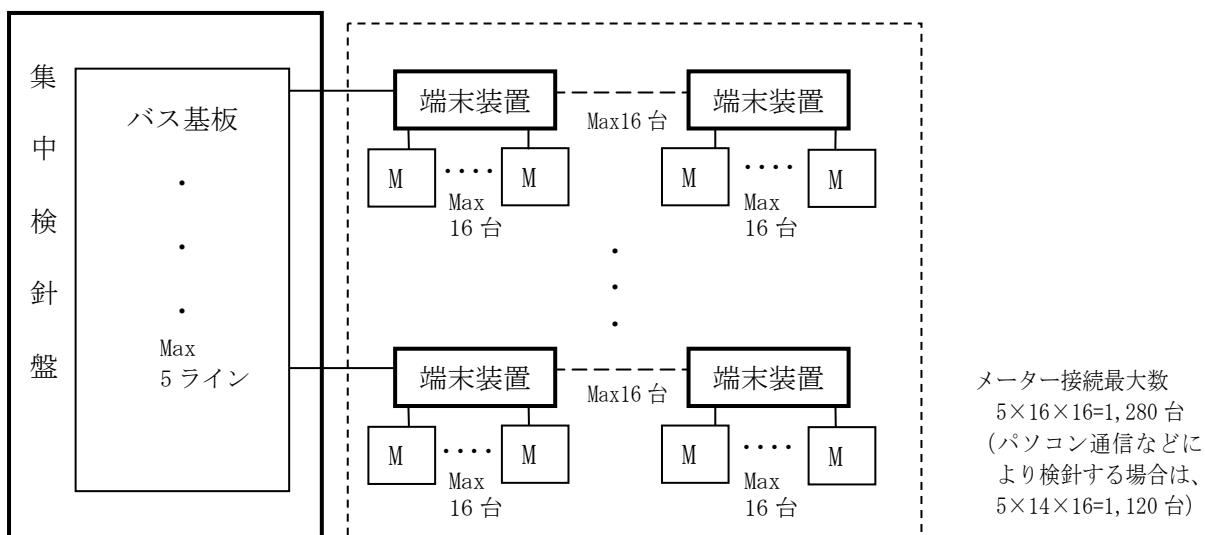 集中検針盤
バス基板
・
・
・
Max
5ライン
端末装置
Max16台
端末装置
M
‥‥
M
M
‥‥
M
Max
16台
Max
16台
・
・
・
端末装置
Max16台
端末装置
M
‥‥
M
M
‥‥
M
Max
16台
Max
16台
メーター接続最大数
5×16×16=1,280台
(パソコン通信などに
より検針する場合は、
5×14×16=1,120台)